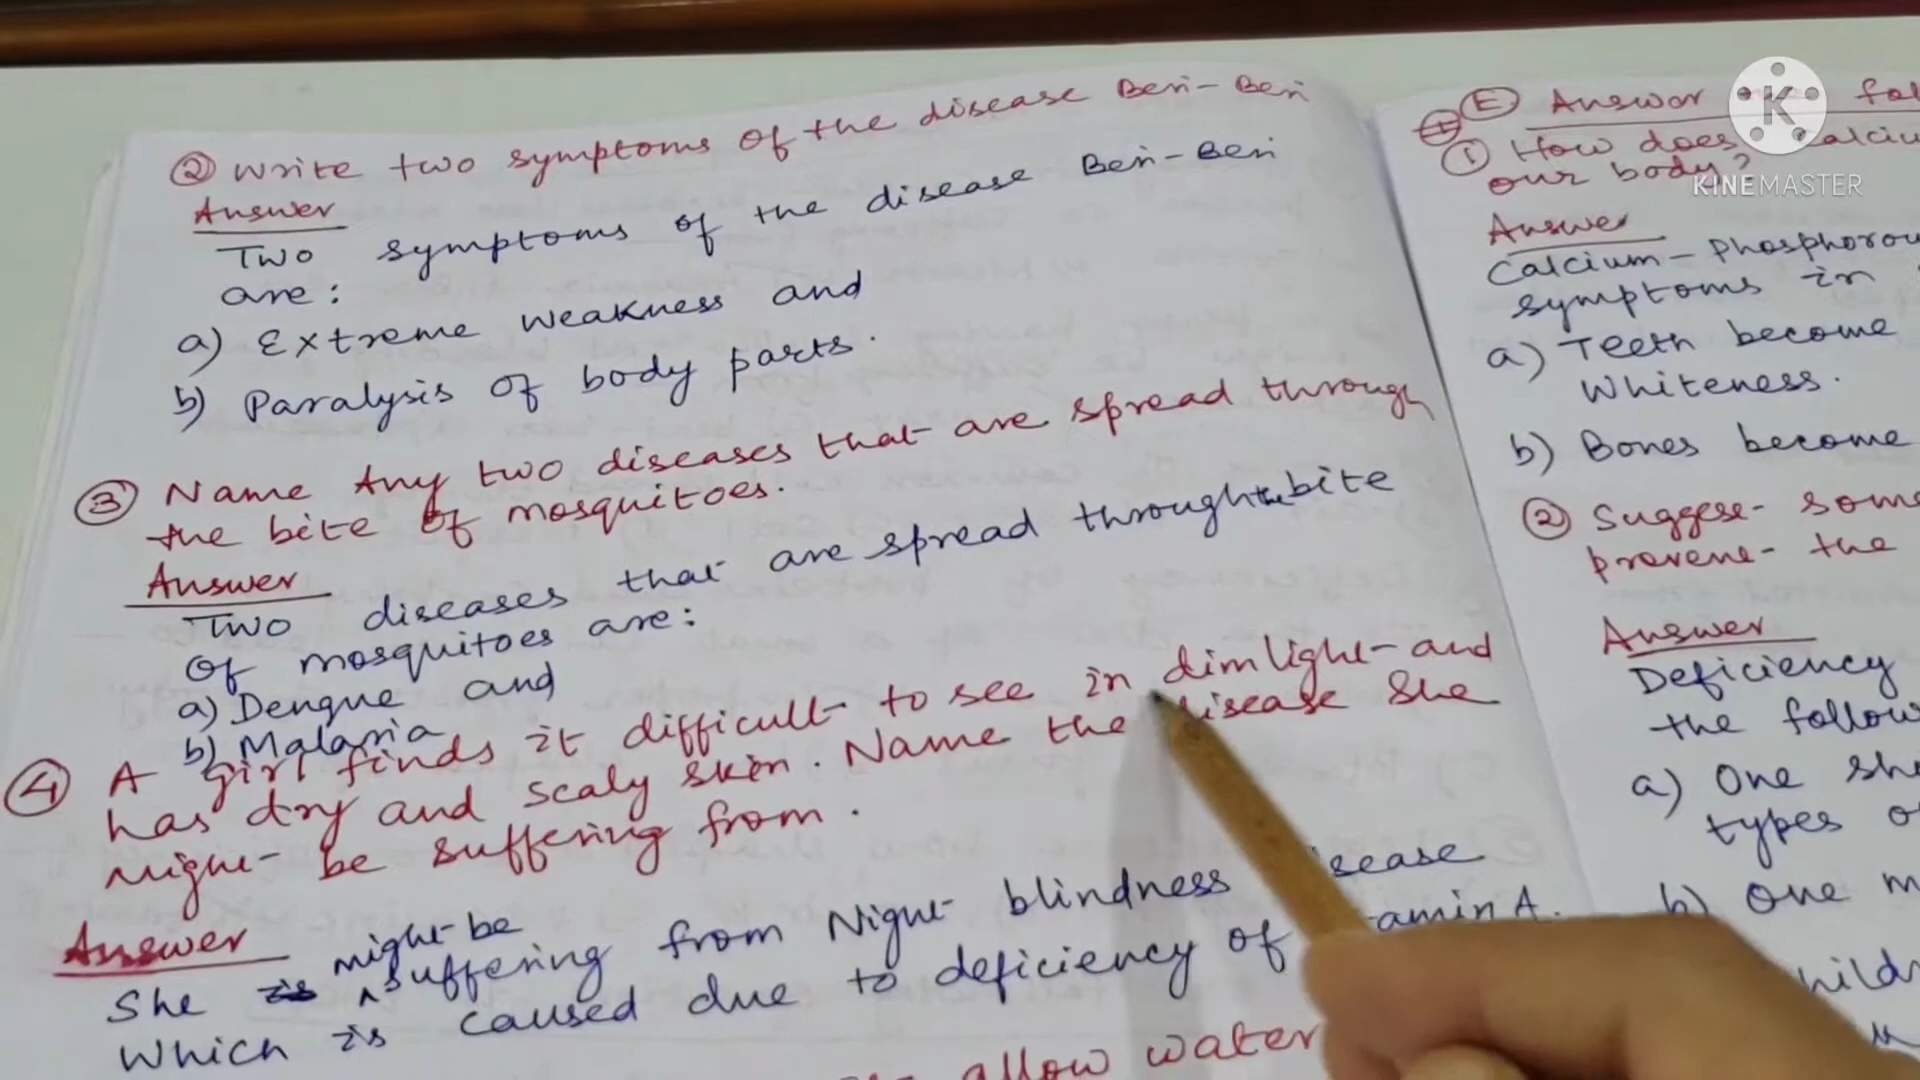 ② Write two symptoms of the disease Beri-Beri
Answer
Two symptoms of the disease Beri-Beri
are:
a) Extreme weakness and
b) Paralysis of body parts.
③ Name Any two diseases that are spread through
the bite of mosquitoes.
Answer
Two diseases that are spread through the bite
of mosquitoes are:
a) Dengue and
b) Malaria
④ A girl finds it difficult to see in dim light and
has dry and scaly skin. Name the disease she
might be suffering from.
Answer
She might be suffering from Night blindness disease
Which is caused due to deficiency of
allow water
Ⓔ Answer
① How does
our body?
Answer
Calcium - phosphorou
symptoms in
a) Teeth become
Whiteness.
b) Bones become
② Suggest some
prevent the
Answer
Deficiency
the follow
a) One sh
types o
b) One m
KINEMASTER